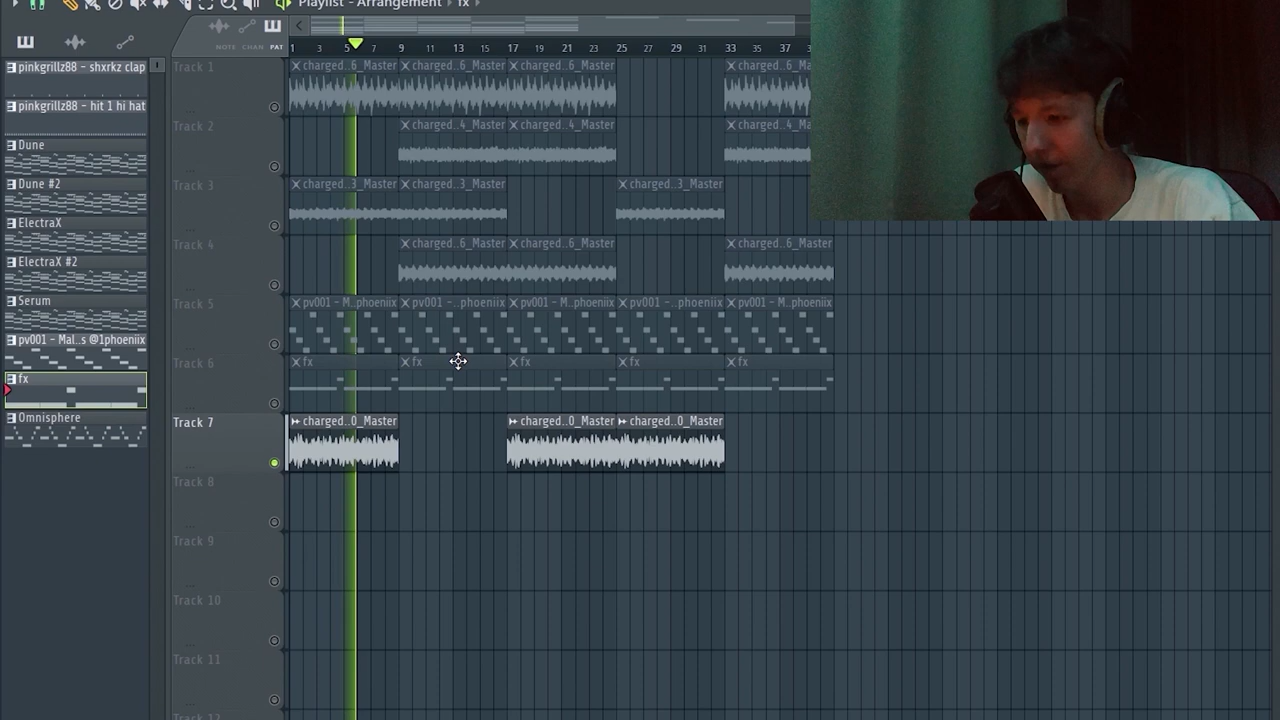 Playlist - Arrangement › fx ›
NOTE CHAN PAT
1 3 5 7 9 11 13 15 17 19 21 23 25 27 29 31 33 35 37
pinkgrillz88 - shxrkz clap
pinkgrillz88 - hit 1 hi hat
Dune
Dune #2
ElectraX
ElectraX #2
Serum
pv001 - Mal..s @1phoeniix
fx
Omnisphere
Track 1
charged..6_Master charged..6_Master charged..6_Master charged..6_Ma
Track 2
charged..4_Master charged..4_Master charged..4_Ma
Track 3
charged..3_Master charged..3_Master charged..3_Master
Track 4
charged..6_Master charged..6_Master charged..6_Master
Track 5
pv001 - M..phoeniix pv001 -..phoeniix pv001 - M..phoeniix pv001 -..phoeniix pv001 - M..phoeniix
Track 6
fx fx fx fx fx
Track 7
charged..0_Master charged..0_Master charged..0_Master
Track 8
Track 9
Track 10
Track 11